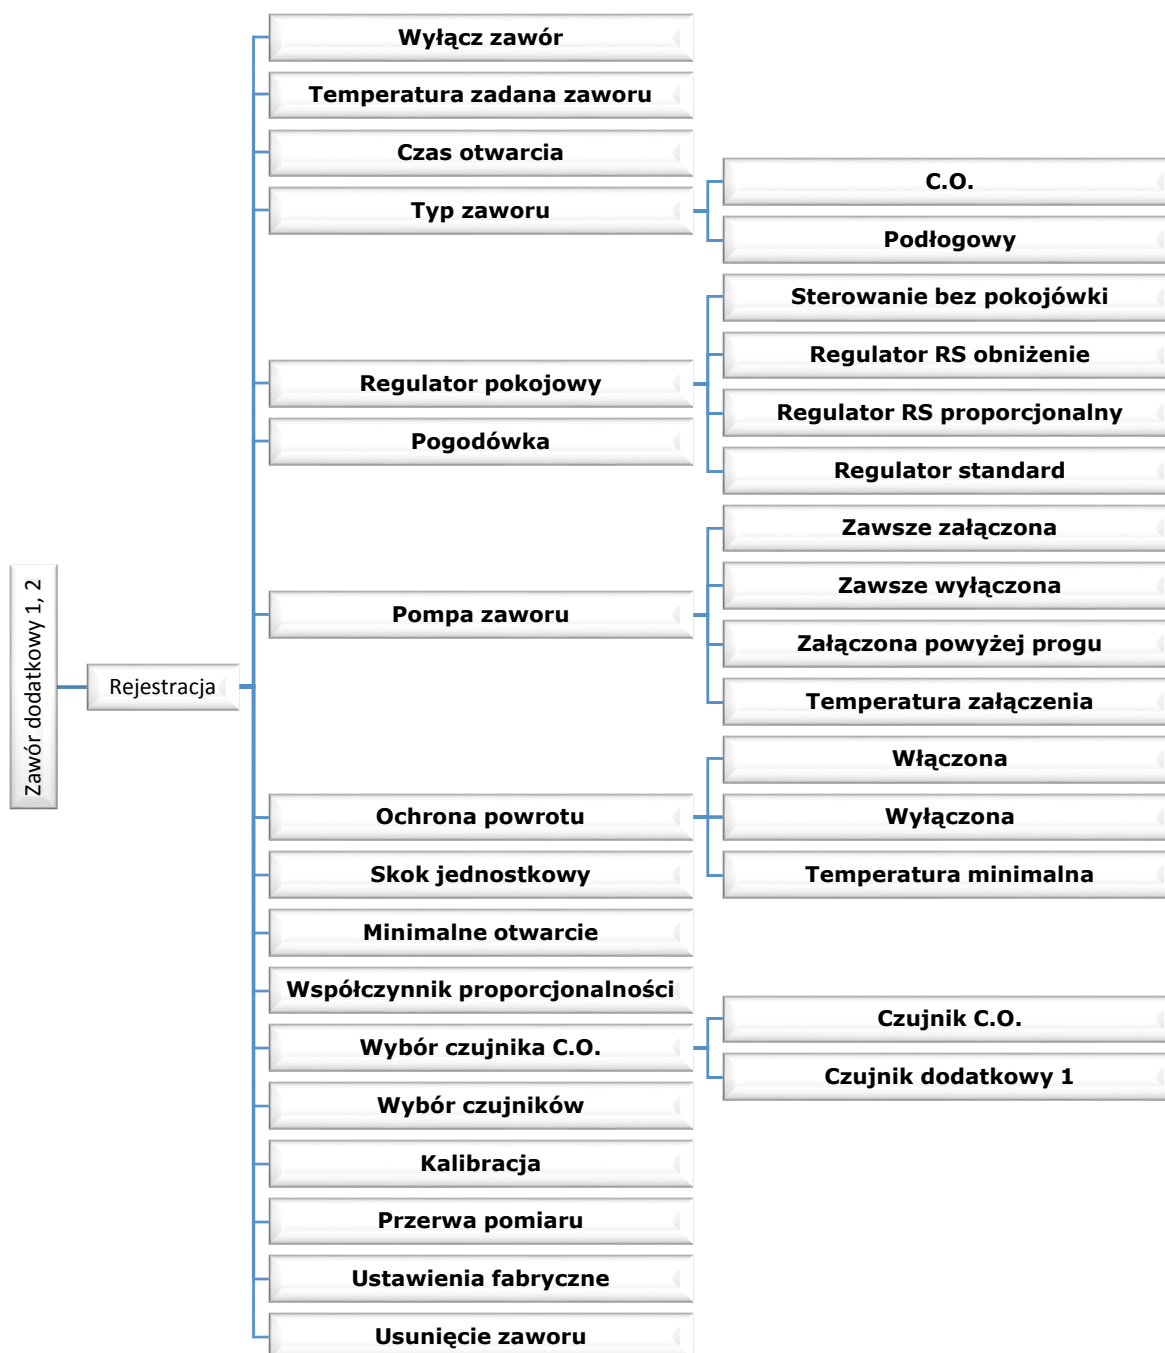 Zawór dodatkowy 1, 2
Rejestracja
Wyłącz zawór
Temperatura zadana zaworu
Czas otwarcia
Typ zaworu
C.O.
Podłogowy
Regulator pokojowy
Sterowanie bez pokojówki
Regulator RS obniżenie
Regulator RS proporcjonalny
Regulator standard
Pogodówka
Pompa zaworu
Zawsze załączona
Zawsze wyłączona
Załączona powyżej progu
Temperatura załączenia
Ochrona powrotu
Włączona
Wyłączona
Temperatura minimalna
Skok jednostkowy
Minimalne otwarcie
Współczynnik proporcjonalności
Wybór czujnika C.O.
Czujnik C.O.
Czujnik dodatkowy 1
Wybór czujników
Kalibracja
Przerwa pomiaru
Ustawienia fabryczne
Usunięcie zaworu